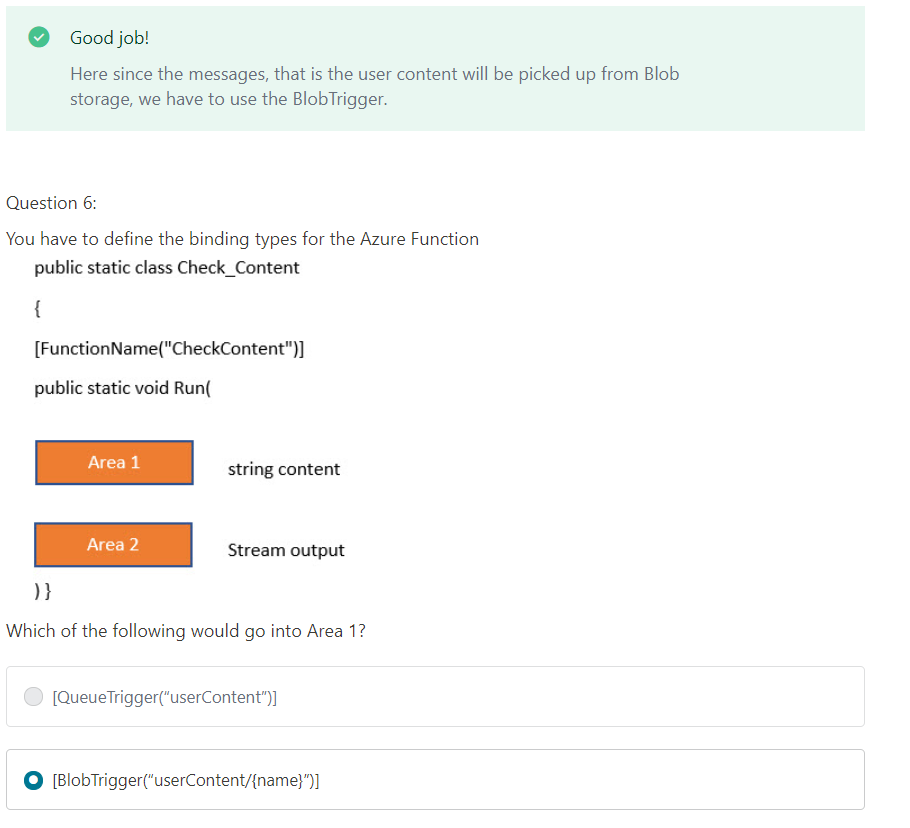 Good job!
Here since the messages, that is the user content will be picked up from Blob
storage, we have to use the BlobTrigger.
Question 6:
You have to define the binding types for the Azure Function
public static class Check_Content
{
[FunctionName("CheckContent")]
public static void Run(
Area 1 string content
Area 2 Stream output
) }
Which of the following would go into Area 1?
[QueueTrigger(“userContent”)]
[BlobTrigger(“userContent/{name}”)]